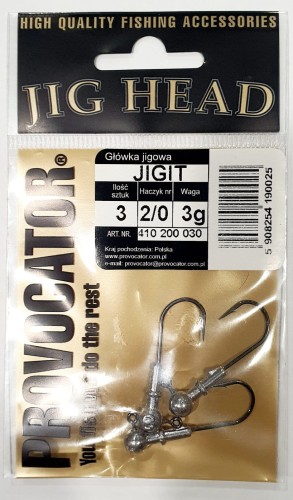 HIGH QUALITY FISHING ACCESSORIES
JIG HEAD
PROVOCATOR®
You do the rest
Główka jigowa
JIGIT
Ilość sztuk Haczyk nr Waga
3 2/0 3g
ART. NR. 410 200 030
Kraj pochodzenia: Polska
www.provocator.com.pl
e-mail: provocator@provocator.com.pl
5 908254 190025